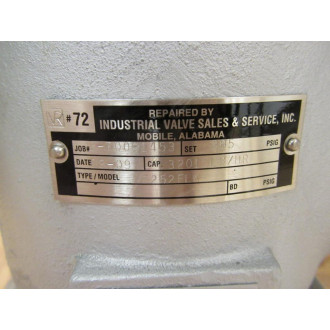 VR #72
REPAIRED BY
INDUSTRIAL VALVE SALES & SERVICE, INC.
MOBILE, ALABAMA
JOB# SET PSIG
DATE CAP
TYPE/MODEL BD PSIG